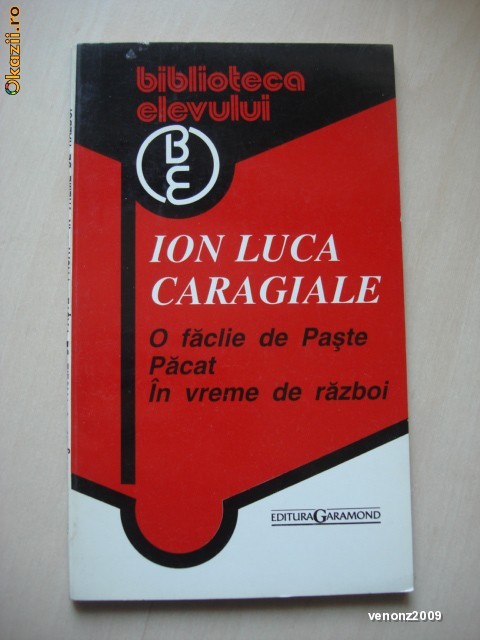 Okazii.ro
biblioteca
elevului
BE
ION LUCA
CARAGIALE
O făclie de Paşte
Păcat
În vreme de război
EDITURA GARAMOND
venonz2009